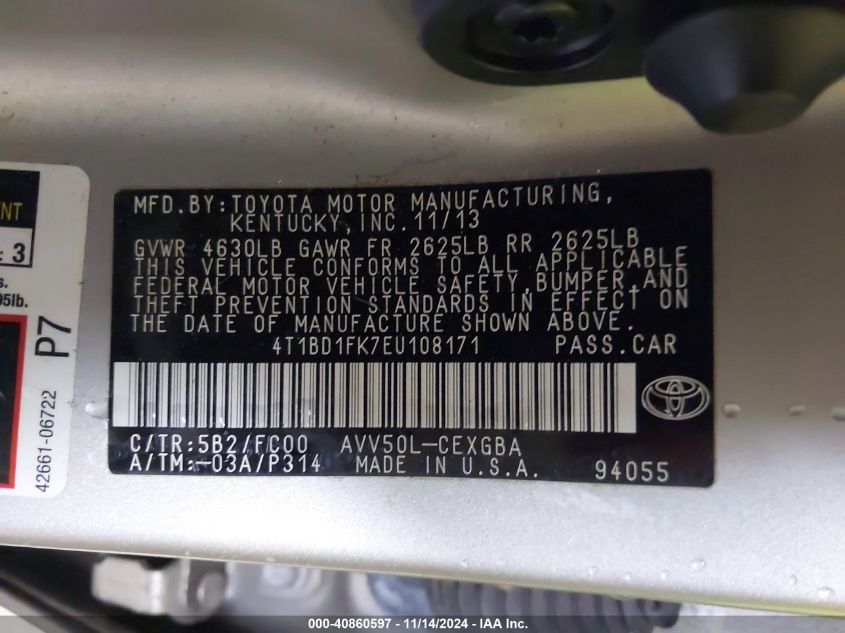 MFD.BY:TOYOTA MOTOR MANUFACTURING,
KENTUCKY,INC.11/13
GVWR 4630LB GAWR FR 2625LB RR 2625LB
THIS VEHICLE CONFORMS TO ALL APPLICABLE
FEDERAL MOTOR VEHICLE SAFETY,BUMPER,AND
THEFT PREVENTION STANDARDS IN EFFECT ON
THE DATE OF MANUFACTURE SHOWN ABOVE.
4T1BD1FK7EU108171 PASS.CAR
C/TR:5B2/FC00 AVV50L-CEXGBA
A/TM:-03A/P314 MADE IN U.S.A. 94055
: 3
P7
42661-06722
000-40860597 - 11/14/2024 - IAA Inc.